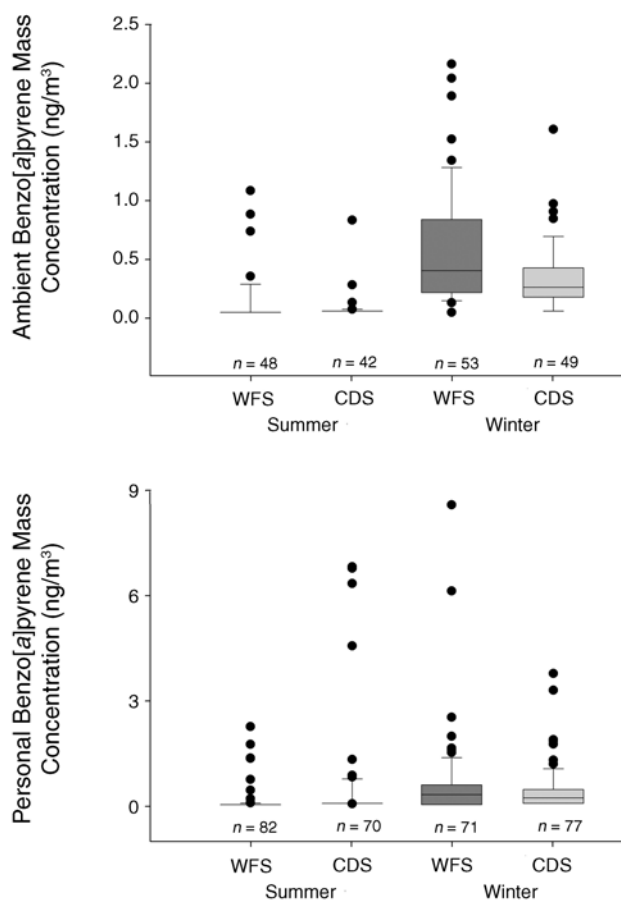 Ambient Benzo[a]pyrene Mass
Concentration (ng/m³)
2.5
2.0
1.5
1.0
0.5
0.0
n = 48 n = 42 n = 53 n = 49
WFS CDS WFS CDS
Summer Winter
Personal Benzo[a]pyrene Mass
Concentration (ng/m³)
9
6
3
0
n = 82 n = 70 n = 71 n = 77
WFS CDS WFS CDS
Summer Winter